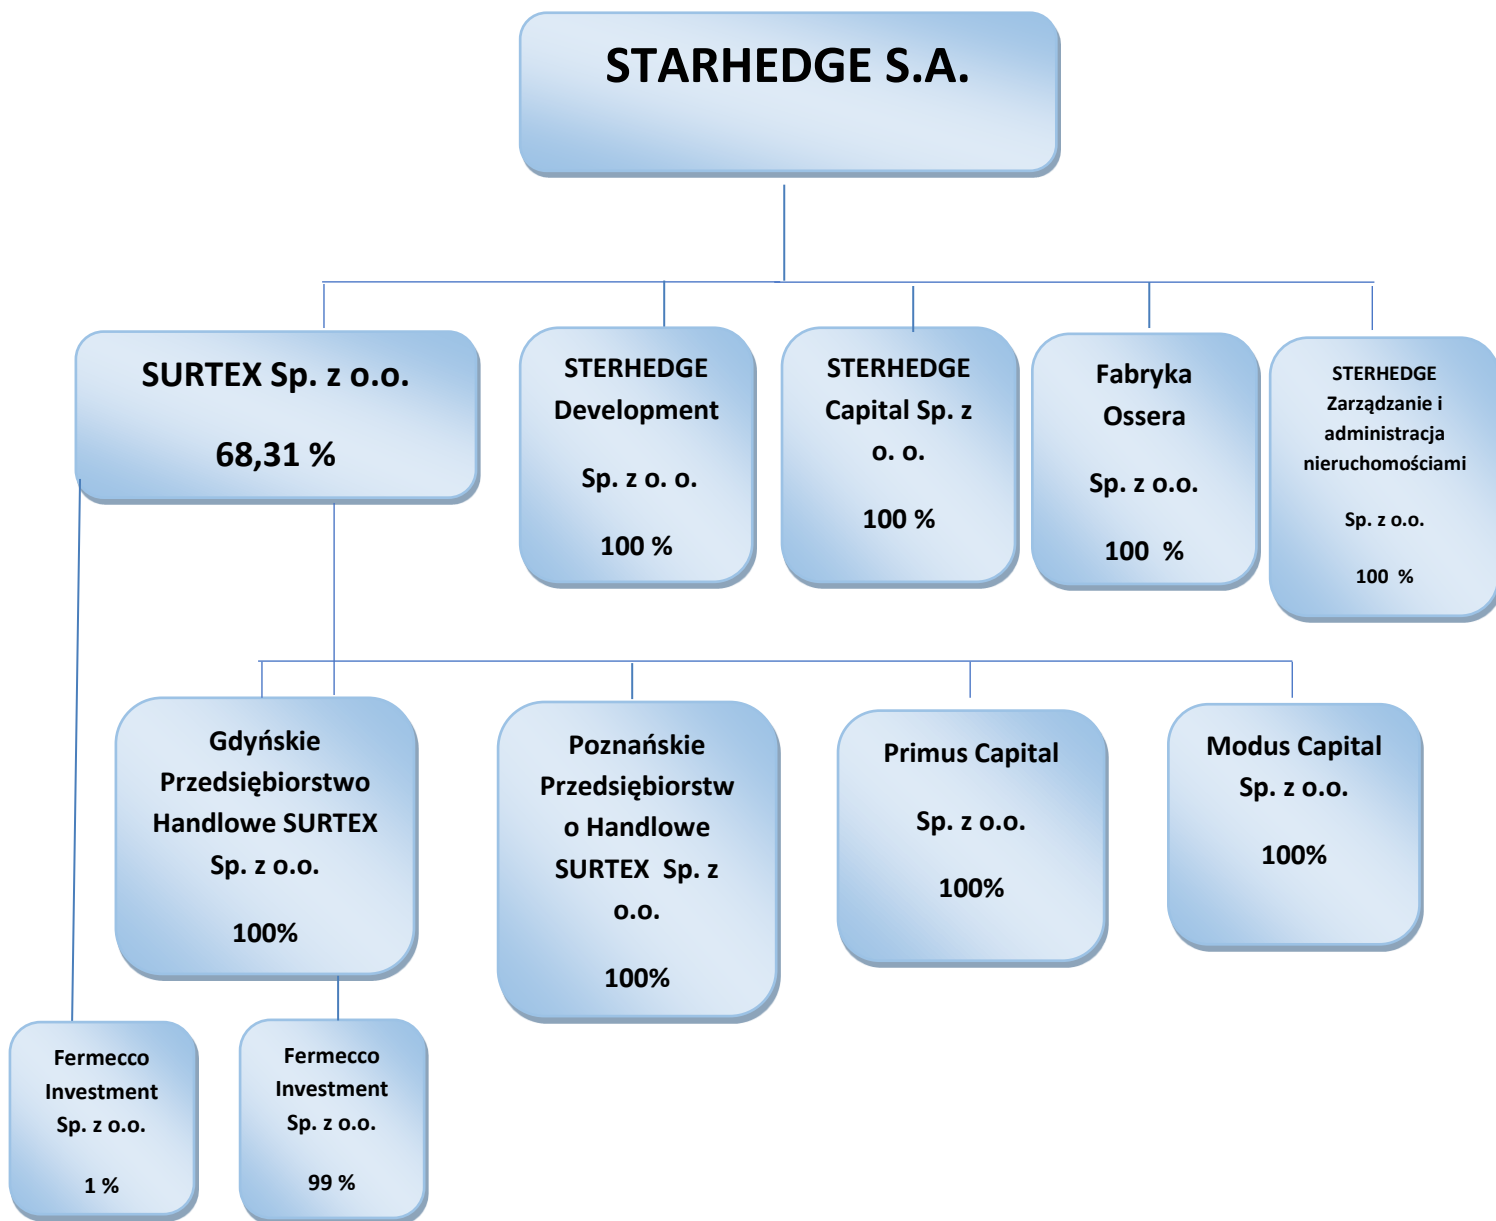 STARHEDGE S.A.
SURTEX Sp. z o.o.
68,31 %
STERHEDGE
Development
Sp. z o. o.
100 %
STERHEDGE
Capital Sp. z
o. o.
100 %
Fabryka
Ossera
Sp. z o.o.
100 %
STERHEDGE
Zarządzanie i
administracja
nieruchomościami
Sp. z o.o.
100 %
Gdyńskie
Przedsiębiorstwo
Handlowe SURTEX
Sp. z o.o.
100%
Poznańskie
Przedsiębiorstw
o Handlowe
SURTEX Sp. z
o.o.
100%
Primus Capital
Sp. z o.o.
100%
Modus Capital
Sp. z o.o.
100%
Fermecco
Investment
Sp. z o.o.
1 %
Fermecco
Investment
Sp. z o.o.
99 %